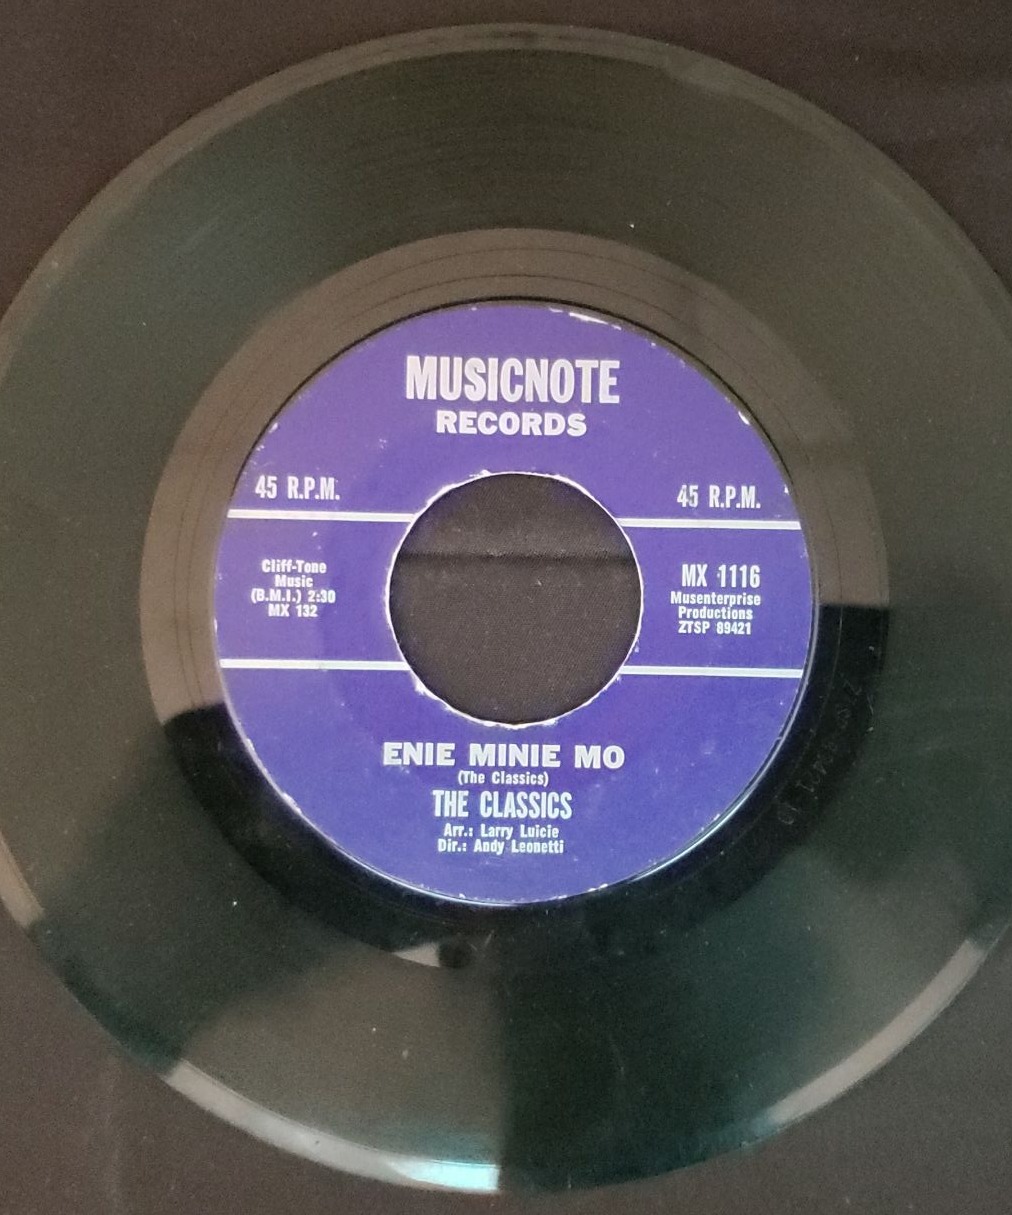 MUSICNOTE
RECORDS
45 R.P.M.
45 R.P.M.
Cliff-Tone
Music
(B.M.I.) 2:30
MX 132
MX 1116
Musenterprise
Productions
ZTSP 89421
ENIE MINIE MO
(The Classics)
THE CLASSICS
Arr.: Larry Luicie
Dir.: Andy Leonetti